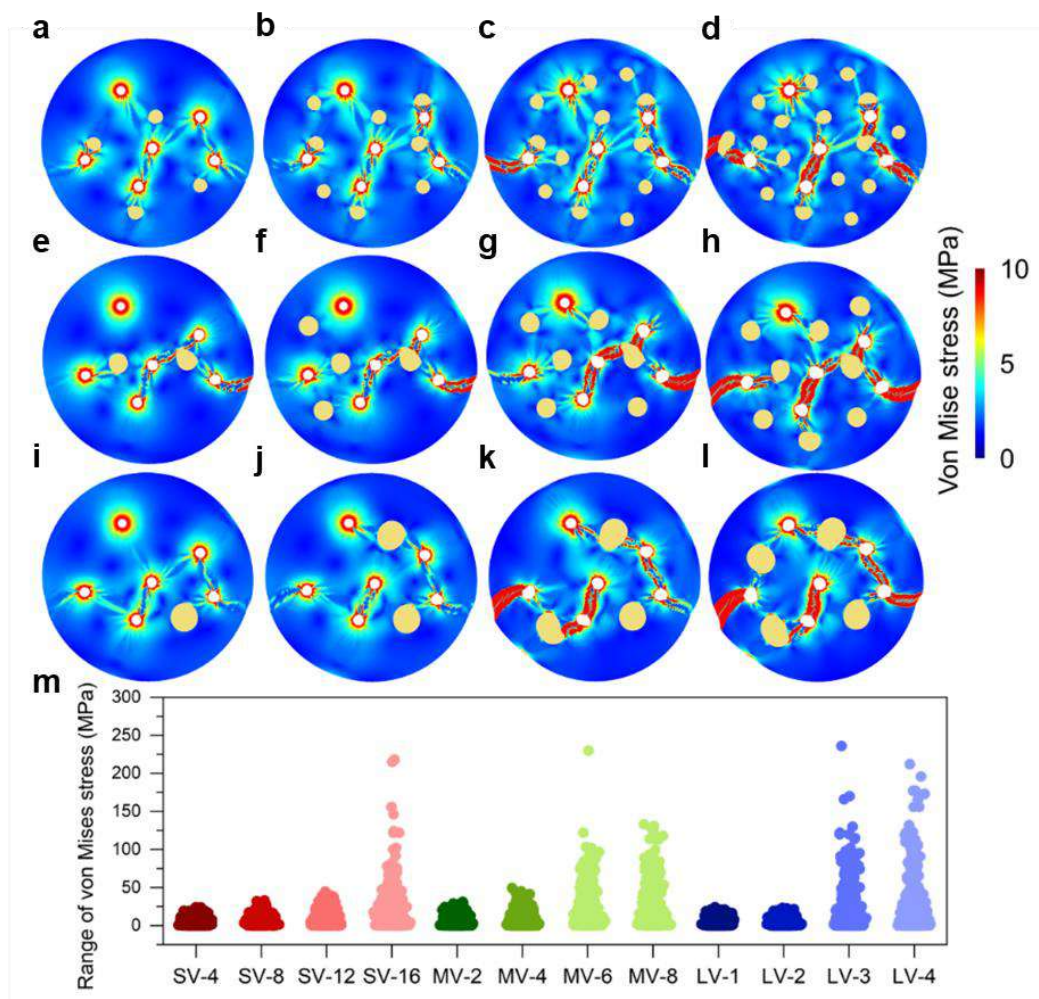 a b c d
e f g h
i j k l
Von Mise stress (MPa)
10
5
0
m
Range of von Mises stress (MPa)
300
250
200
150
100
50
0
SV-4 SV-8 SV-12 SV-16 MV-2 MV-4 MV-6 MV-8 LV-1 LV-2 LV-3 LV-4